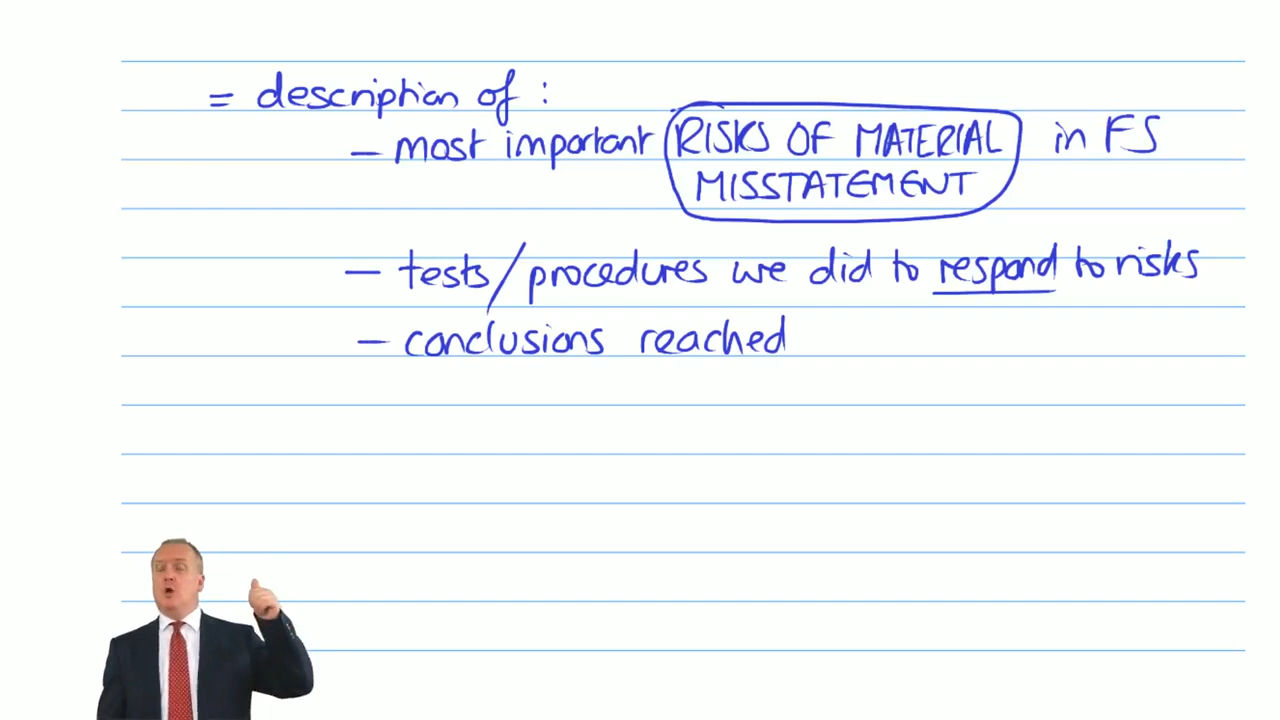 = description of :
– most important RISKS OF MATERIAL in FS
MISSTATEMENT
– tests/procedures we did to respond to risks
– conclusions reached